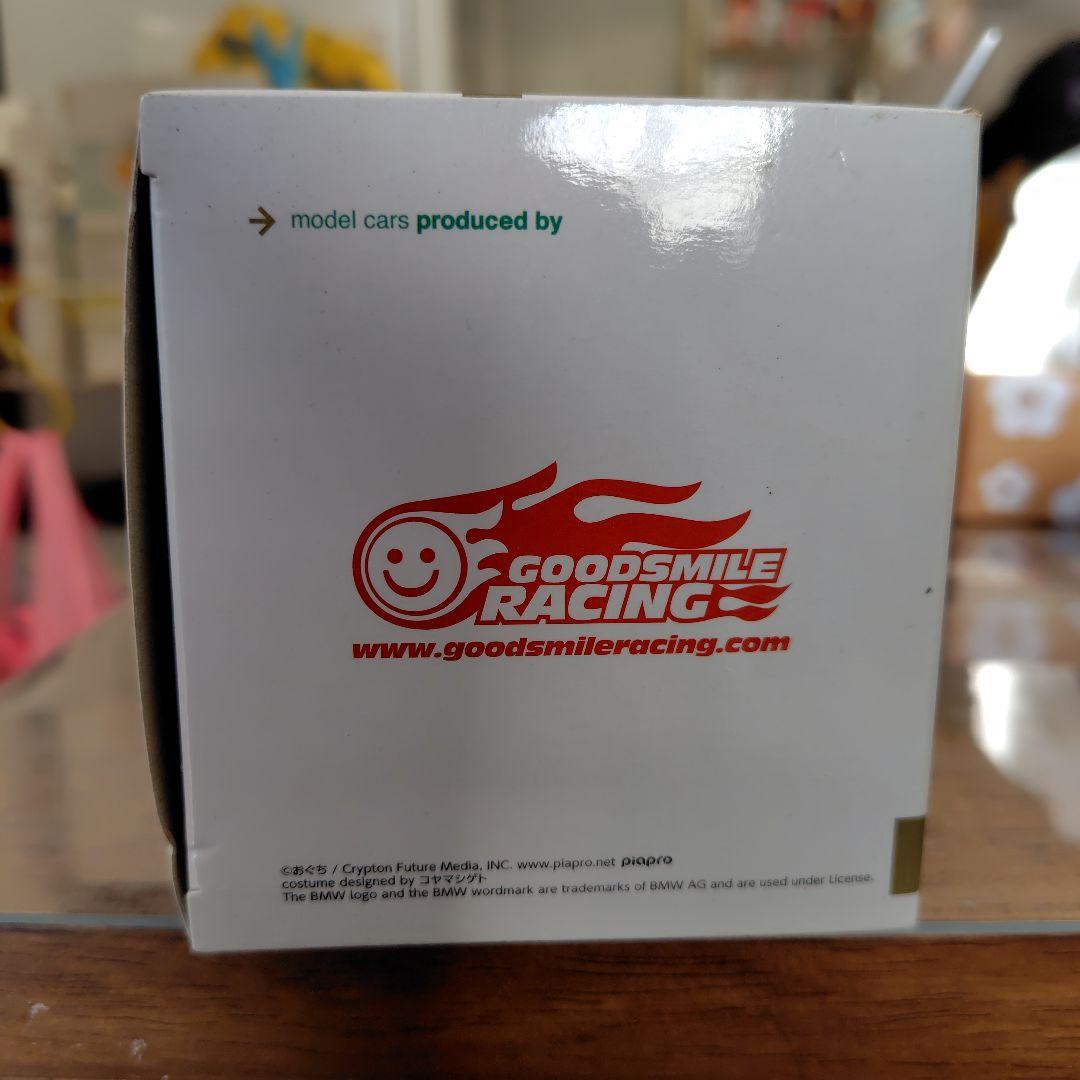 → model cars produced by
GOODSMILE
RACING
www.goodsmileracing.com
©おぐち / Crypton Future Media, INC. www.piapro.net piapro
costume designed by コヤマシゲト
The BMW logo and the BMW wordmark are trademarks of BMW AG and are used under License.